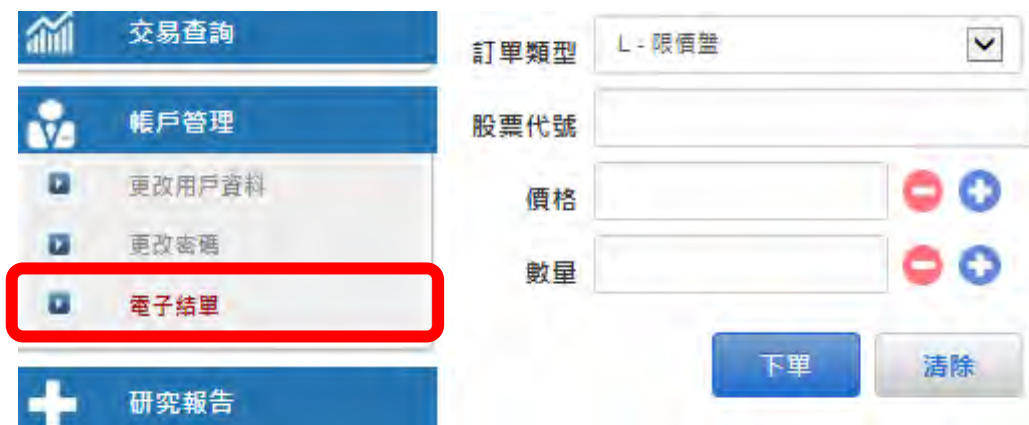 交易查詢
帳戶管理
更改用戶資料
更改密碼
電子結單
研究報告
訂單類型
L - 限價盤
股票代號
價格
數量
下單
清除